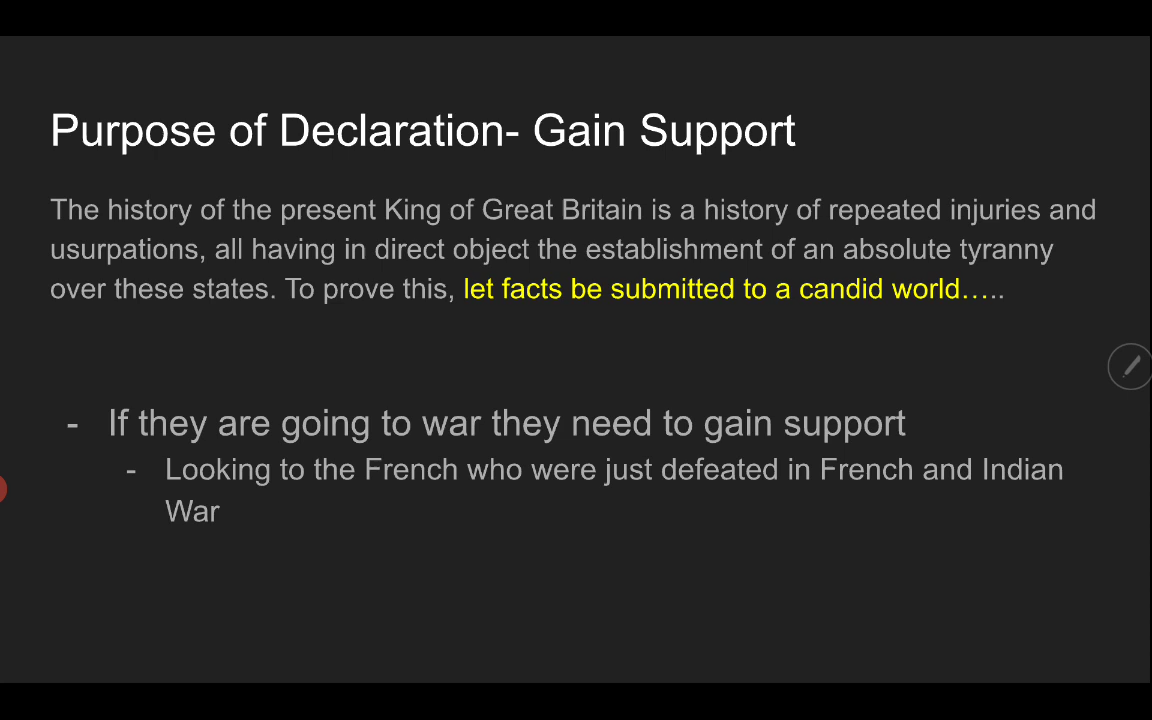 Purpose of Declaration- Gain Support
The history of the present King of Great Britain is a history of repeated injuries and
usurpations, all having in direct object the establishment of an absolute tyranny
over these states. To prove this, let facts be submitted to a candid world…..
- If they are going to war they need to gain support
- Looking to the French who were just defeated in French and Indian
War